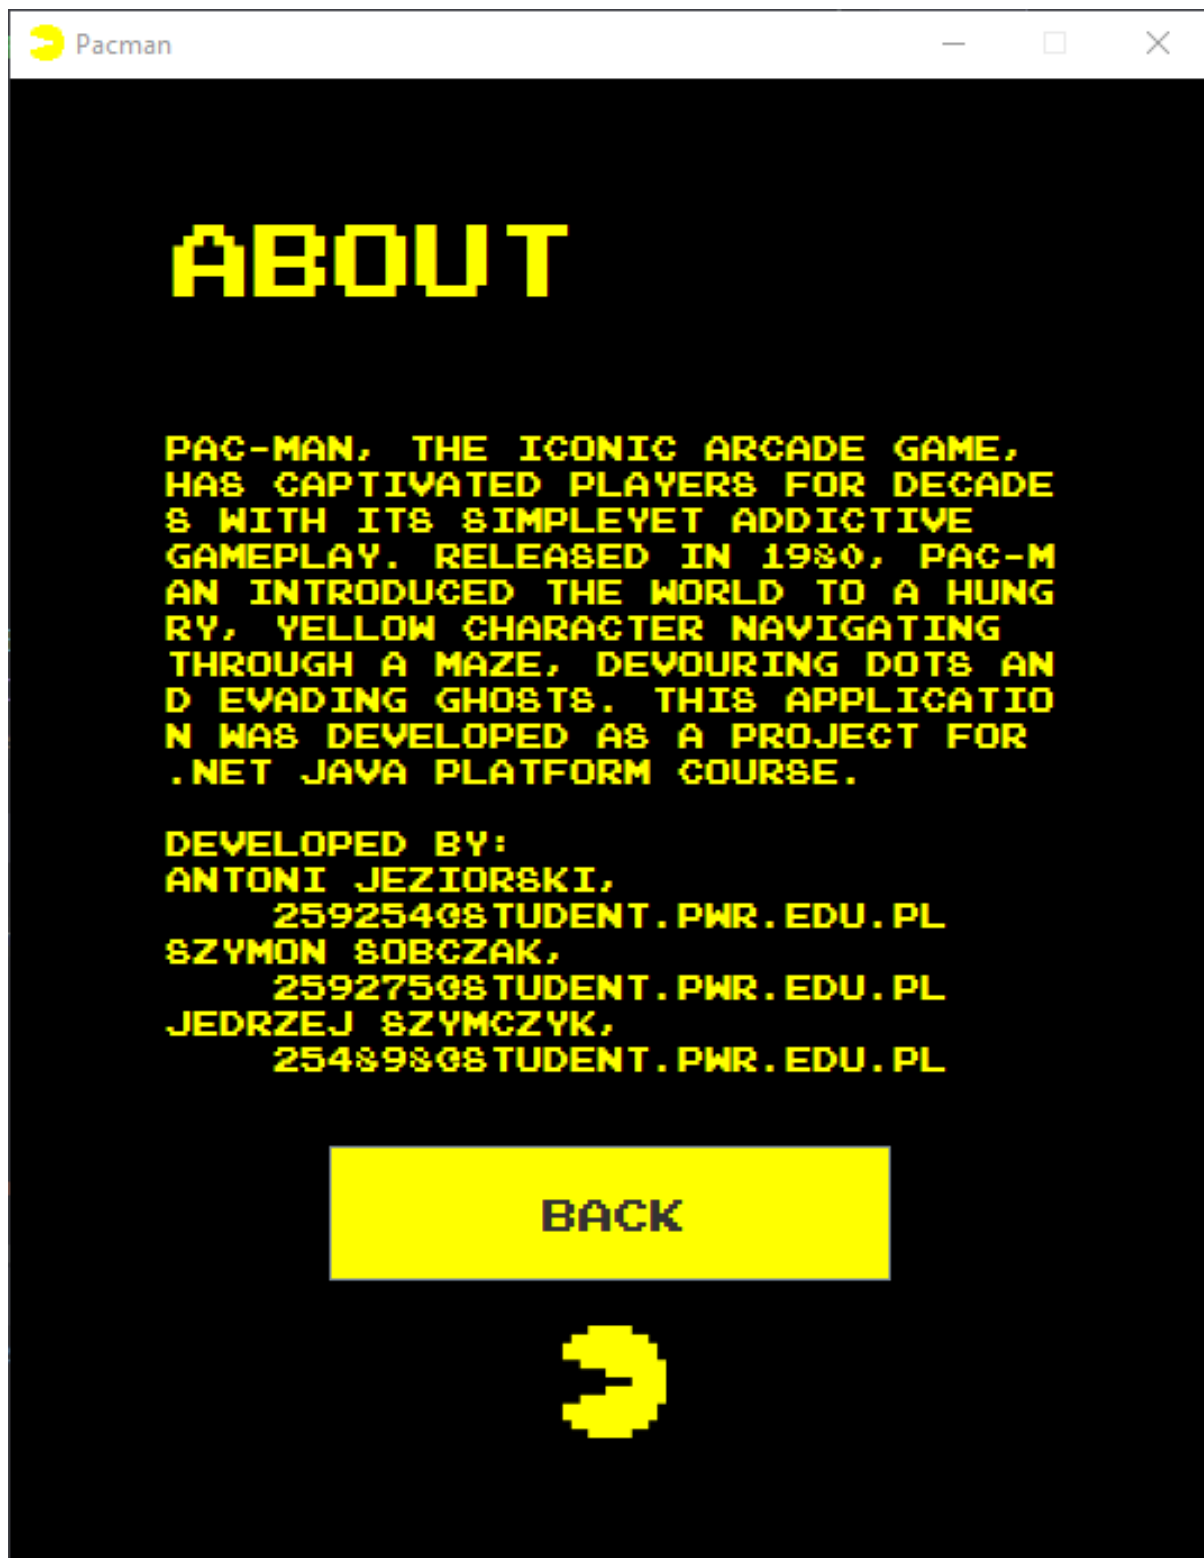 Pacman
ABOUT
PAC-MAN, THE ICONIC ARCADE GAME,
HAS CAPTIVATED PLAYERS FOR DECADE
S WITH ITS SIMPLEYET ADDICTIVE
GAMEPLAY. RELEASED IN 1980, PAC-M
AN INTRODUCED THE WORLD TO A HUNG
RY, YELLOW CHARACTER NAVIGATING
THROUGH A MAZE, DEVOURING DOTS AN
D EVADING GHOSTS. THIS APPLICATIO
N WAS DEVELOPED AS A PROJECT FOR
.NET JAVA PLATFORM COURSE.
DEVELOPED BY:
ANTONI JEZIORSKI,
259254@STUDENT.PWR.EDU.PL
SZYMON SOBCZAK,
259275@STUDENT.PWR.EDU.PL
JEDRZEJ SZYMCZYK,
254898@STUDENT.PWR.EDU.PL
BACK